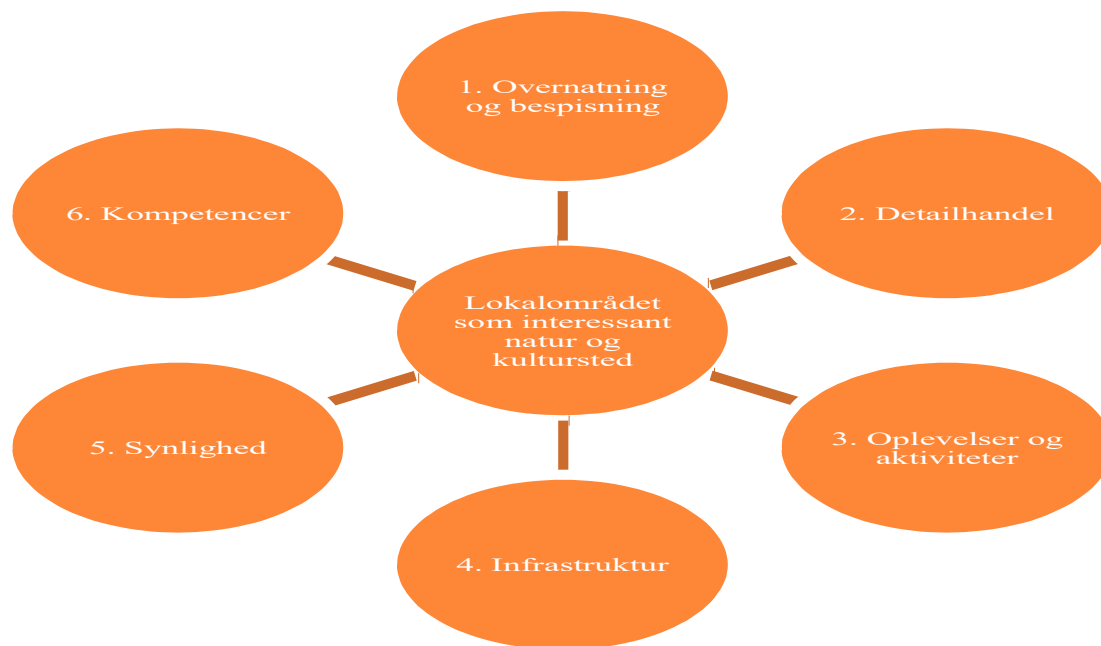 1. Overnatning
og bespisning
2. Detailhandel
3. Oplevelser og
aktiviteter
4. Infrastruktur
5. Synlighed
6. Kompetencer
Lokalområdet
som interessant
natur og
kultursted